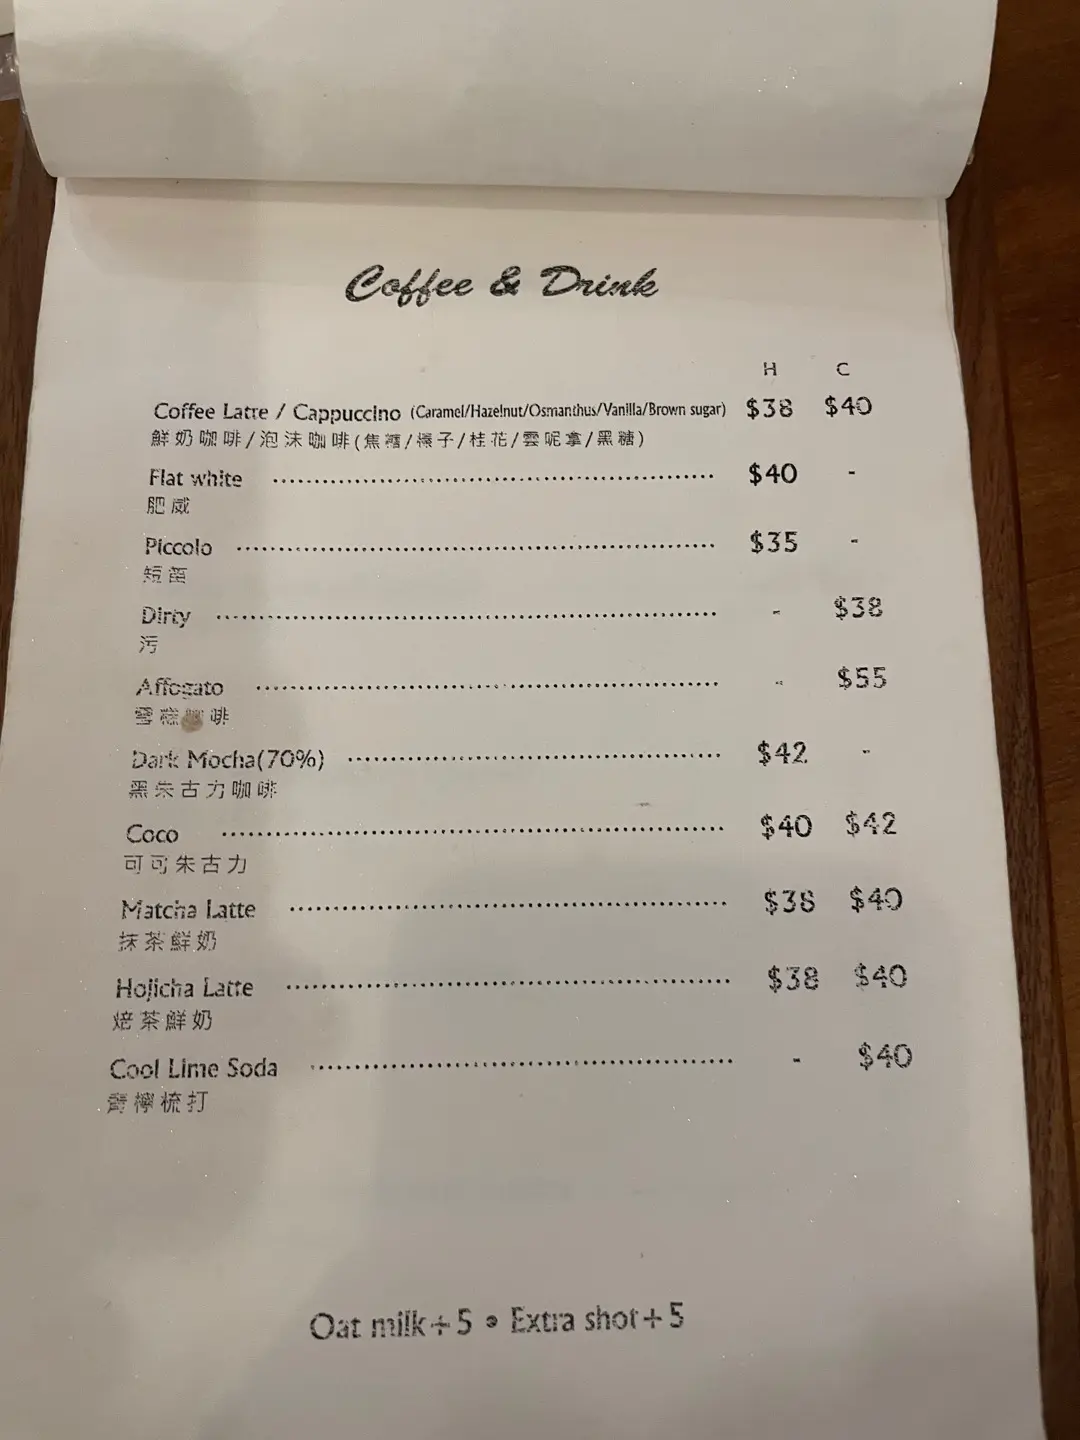 Coffee & Drink
H C
Coffee Latte / Cappuccino (Caramel/Hazelnut/Osmanthus/Vanilla/Brown sugar) $38 $40
鮮奶咖啡/泡沫咖啡(焦糖/榛子/桂花/雲呢拿/黑糖)
Flat white $40 -
肥威
Piccolo $35 -
短笛
Dirty - $38
污
Affogato - $55
雪糕咖啡
Dark Mocha(70%) $42 -
黑朱古力咖啡
Coco $40 $42
可可朱古力
Matcha Latte $38 $40
抹茶鮮奶
Hojicha Latte $38 $40
焙茶鮮奶
Cool Lime Soda - $40
青檸梳打
Oat milk+5 • Extra shot+5